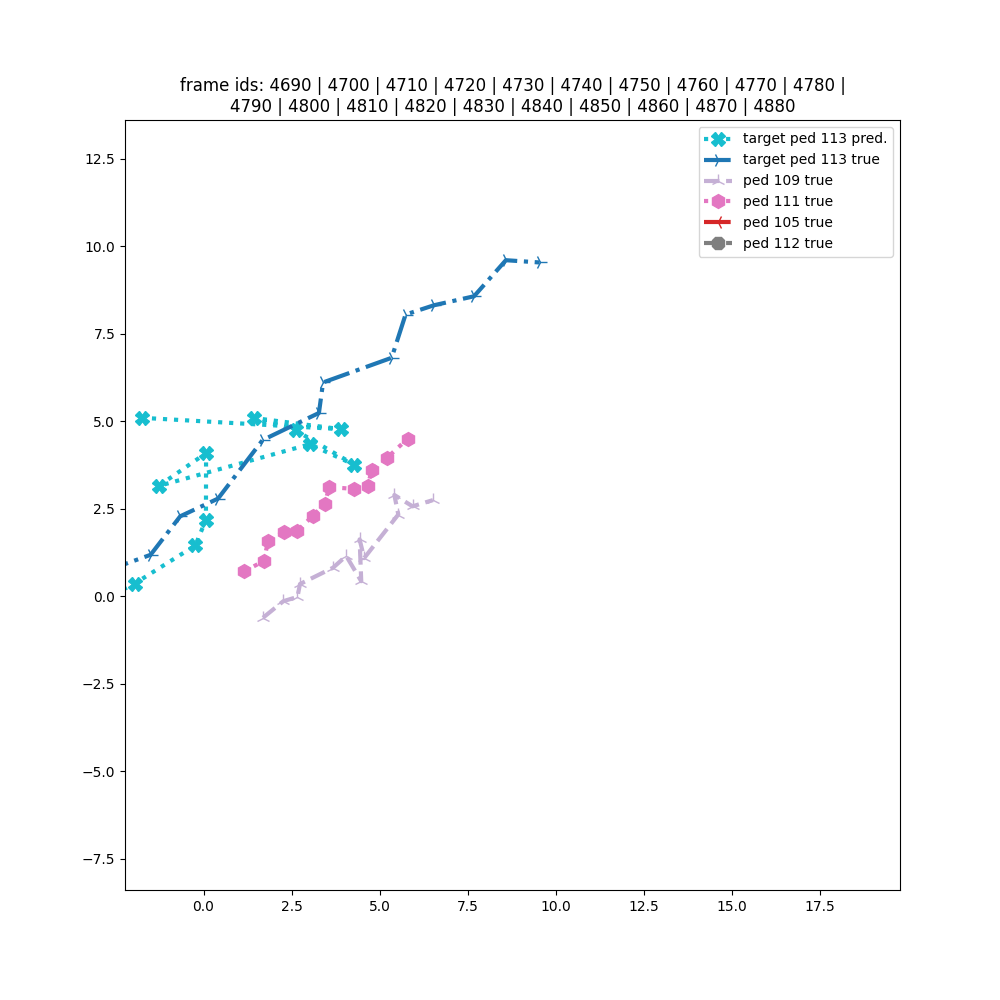 frame ids: 4690 | 4700 | 4710 | 4720 | 4730 | 4740 | 4750 | 4760 | 4770 | 4780 |
4790 | 4800 | 4810 | 4820 | 4830 | 4840 | 4850 | 4860 | 4870 | 4880
target ped 113 pred.
target ped 113 true
ped 109 true
ped 111 true
ped 105 true
ped 112 true
12.5
10.0
7.5
5.0
2.5
0.0
−2.5
−5.0
−7.5
0.0 2.5 5.0 7.5 10.0 12.5 15.0 17.5